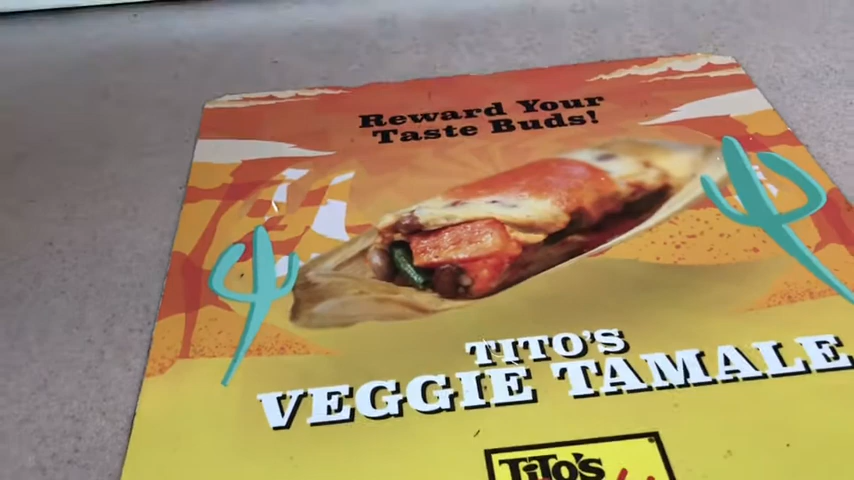 Reward Your
Taste Buds!
TITO'S
VEGGIE TAMALE
TiTO'S